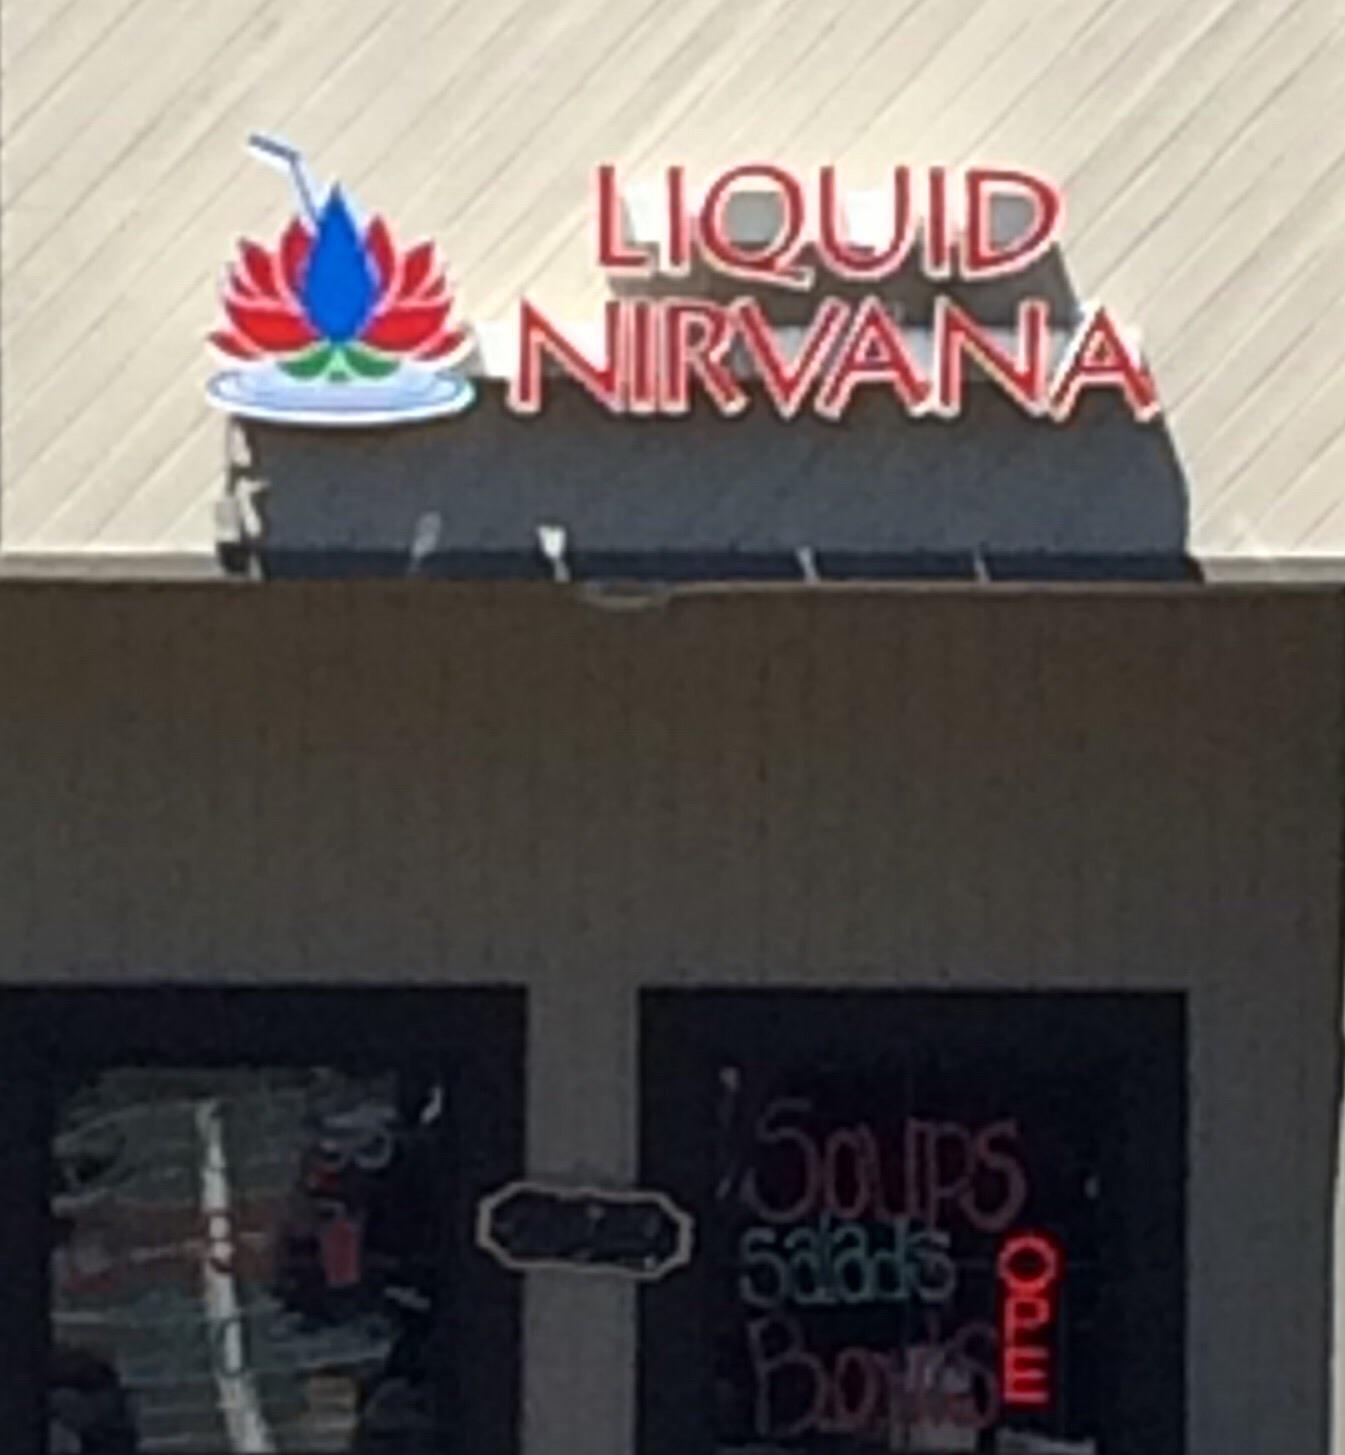 LIQUID
NIRVANA
Soups
Salads
Bowls
OPE